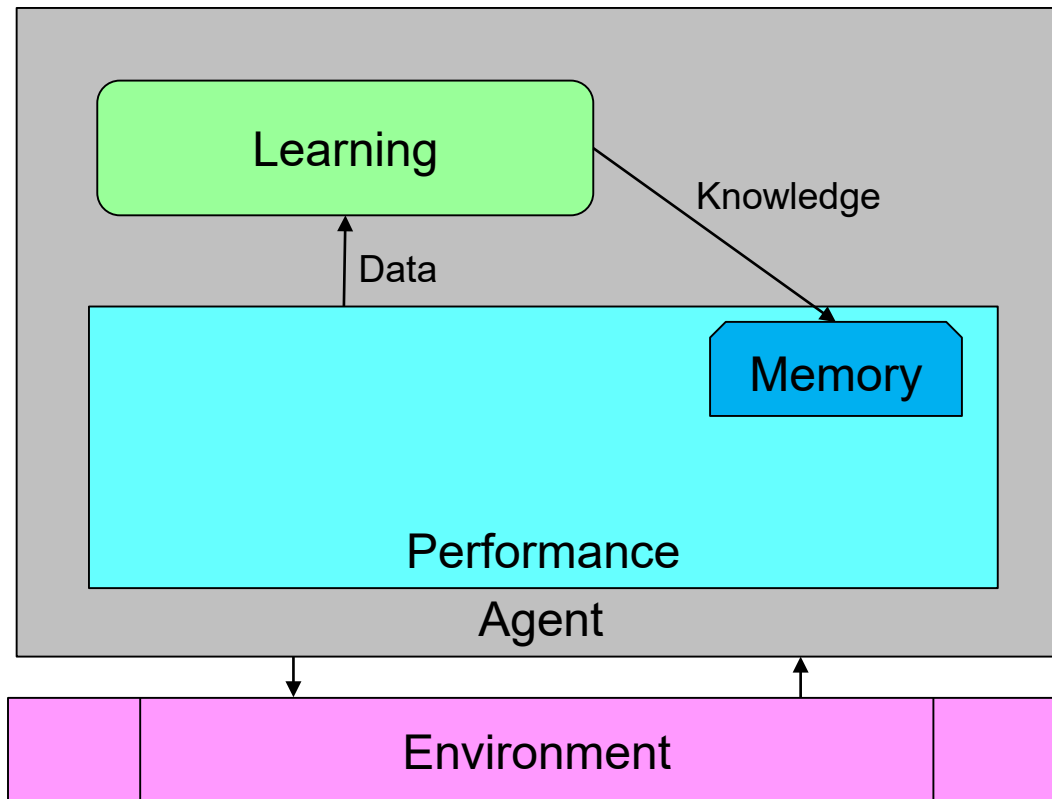 Learning
Knowledge
Data
Memory
Performance
Agent
Environment